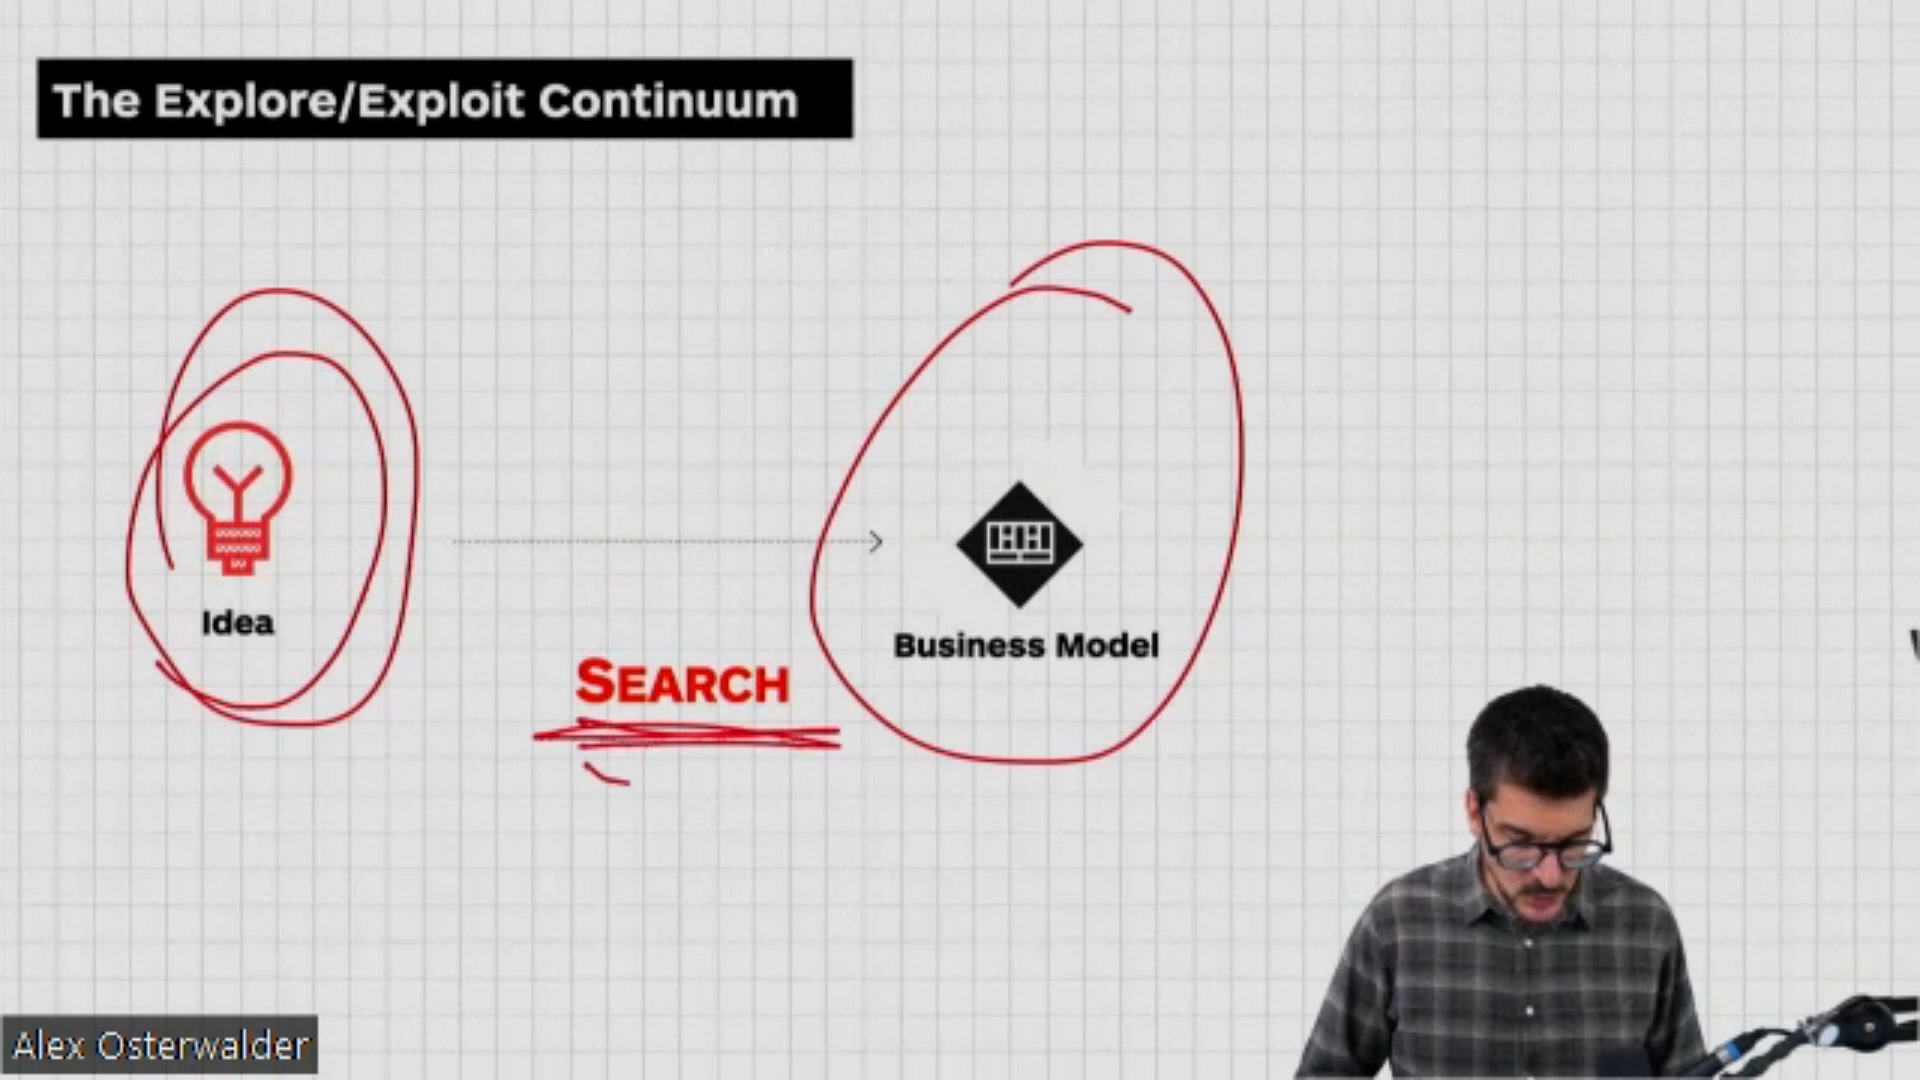 The Explore/Exploit Continuum
Idea
SEARCH
Business Model
Alex Osterwalder